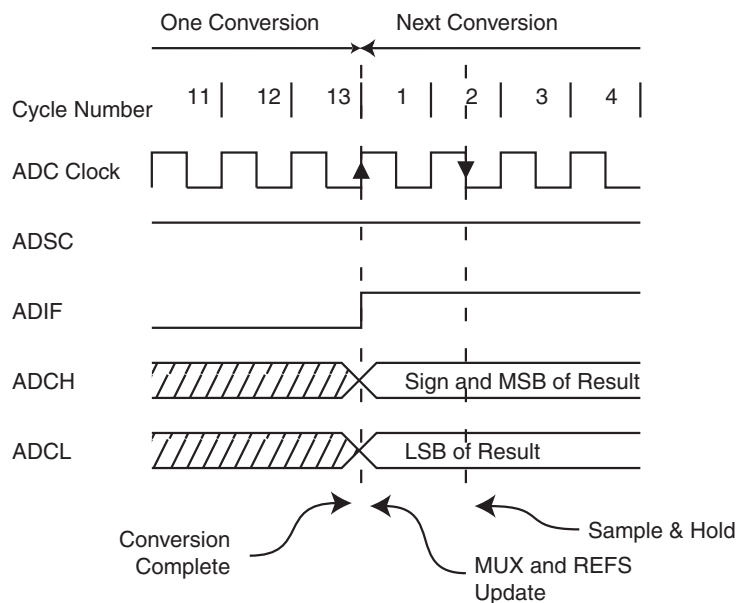 One Conversion Next Conversion
Cycle Number 11 12 13 1 2 3 4
ADC Clock
ADSC
ADIF
ADCH Sign and MSB of Result
ADCL LSB of Result
Conversion
Complete
MUX and REFS
Update
Sample & Hold